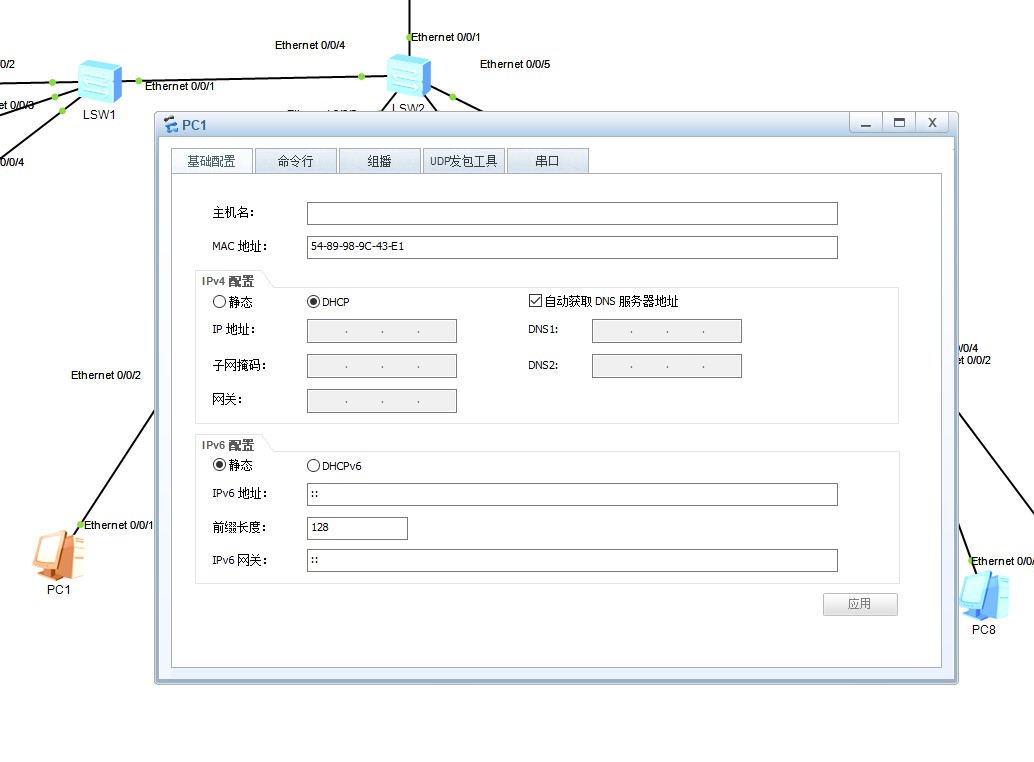 Ethernet 0/0/1
Ethernet 0/0/4
Ethernet 0/0/5
0/0/2
Ethernet 0/0/1
et 0/0/3
LSW1
LSW2
0/0/4
PC1
X
基础配置
命令行
组播
UDP发包工具
串口
主机名:
MAC 地址:
54-89-98-9C-43-E1
IPv4 配置
静态
DHCP
自动获取 DNS 服务器地址
IP 地址:
. . .
DNS1:
. . .
子网掩码:
. . .
DNS2:
. . .
网关:
. . .
IPv6 配置
静态
DHCPv6
IPv6 地址:
::
前缀长度:
128
IPv6 网关:
::
应用
Ethernet 0/0/2
Ethernet 0/0/1
PC1
0/0/4
et 0/0/2
Ethernet 0/0/
PC8